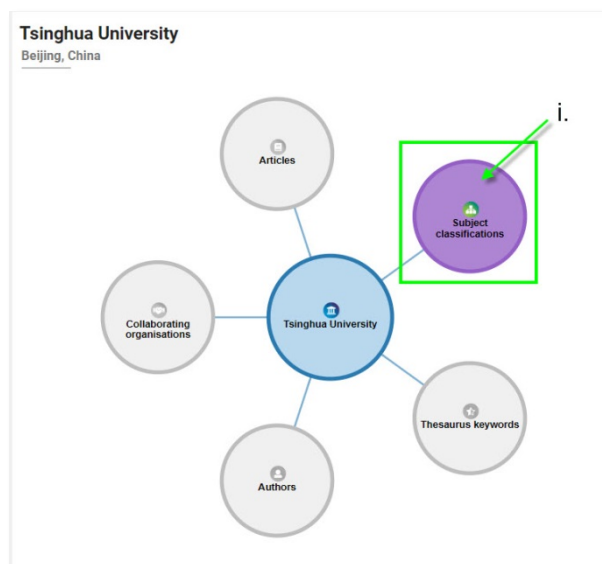 Tsinghua University
Beijing, China
i.
Articles
Subject
classifications
Collaborating
organisations
Tsinghua University
Thesaurus keywords
Authors